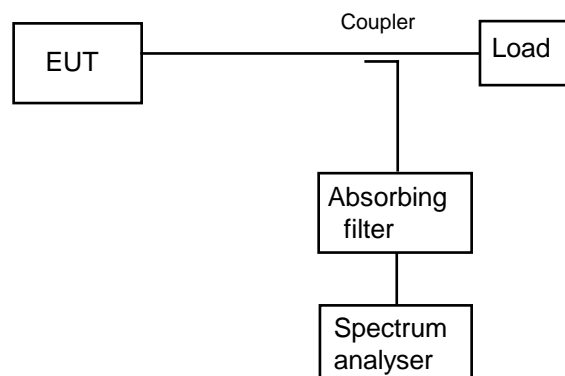 Coupler
EUT
Load
Absorbing
filter
Spectrum
analyser